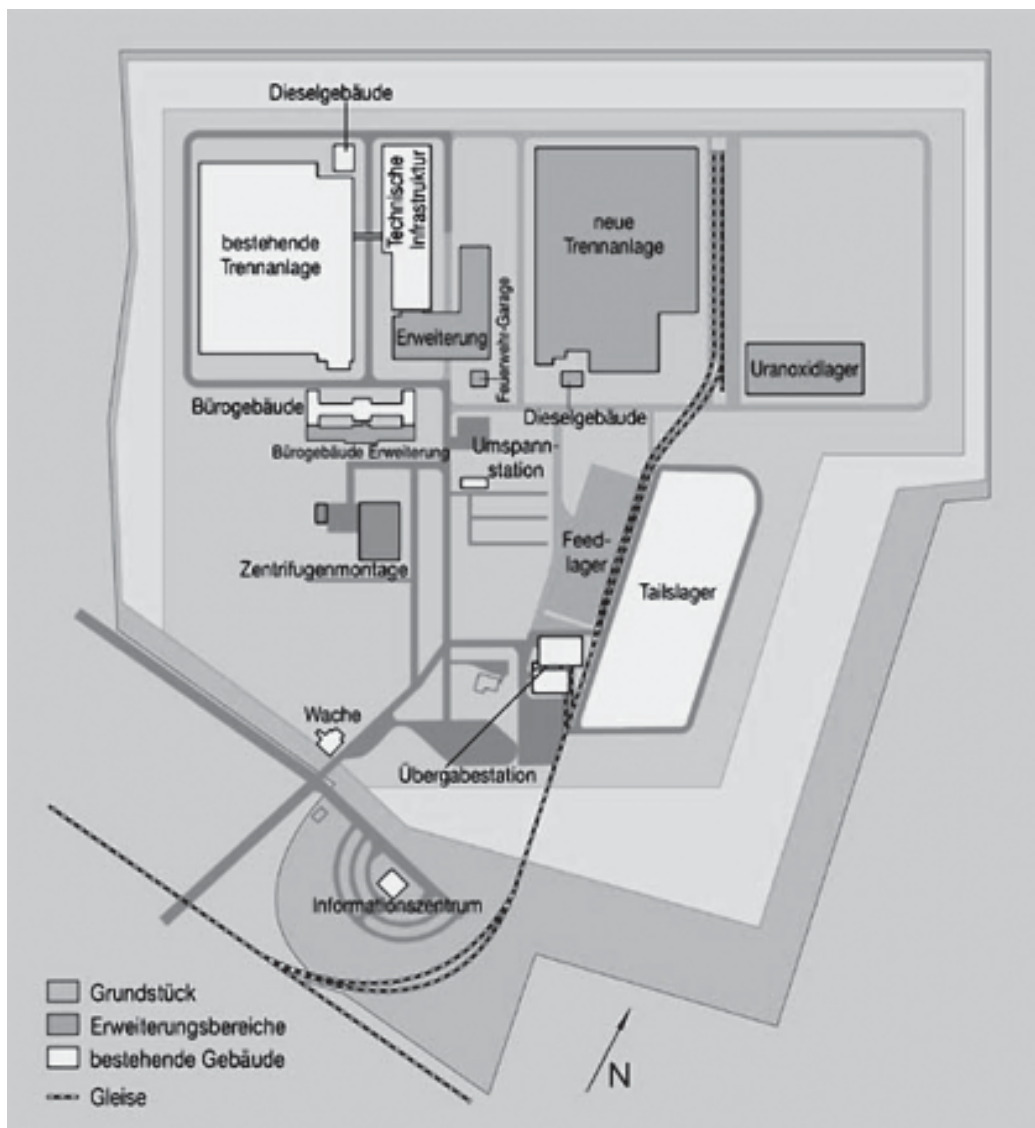 Dieselgebäude
Technische
Infrastruktur
bestehende
Trennanlage
neue
Trennanlage
Erweiterung
Feuerwehr-Garage
Uranoxidlager
Bürogebäude
Dieselgebäude
Bürogebäude Erweiterung
Umspann-
station
Feed-
lager
Zentrifugenmontage
Tailslager
Wache
Übergabestation
Informationszentrum
Grundstück
Erweiterungsbereiche
bestehende Gebäude
Gleise
N